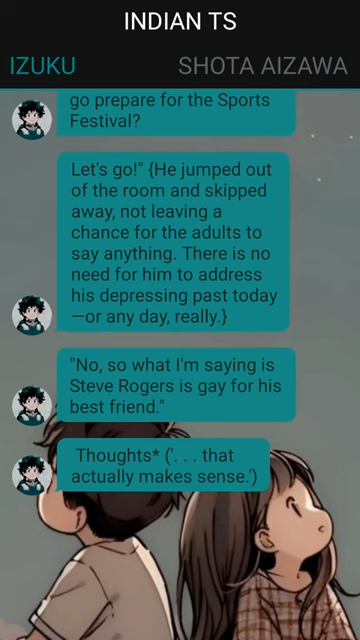 INDIAN TS
IZUKU
SHOTA AIZAWA
go prepare for the Sports
Festival?
Let's go!" {He jumped out
of the room and skipped
away, not leaving a
chance for the adults to
say anything. There is no
need for him to address
his depressing past today
—or any day, really.}
"No, so what I'm saying is
Steve Rogers is gay for his
best friend."
Thoughts* ('. . . that
actually makes sense.')